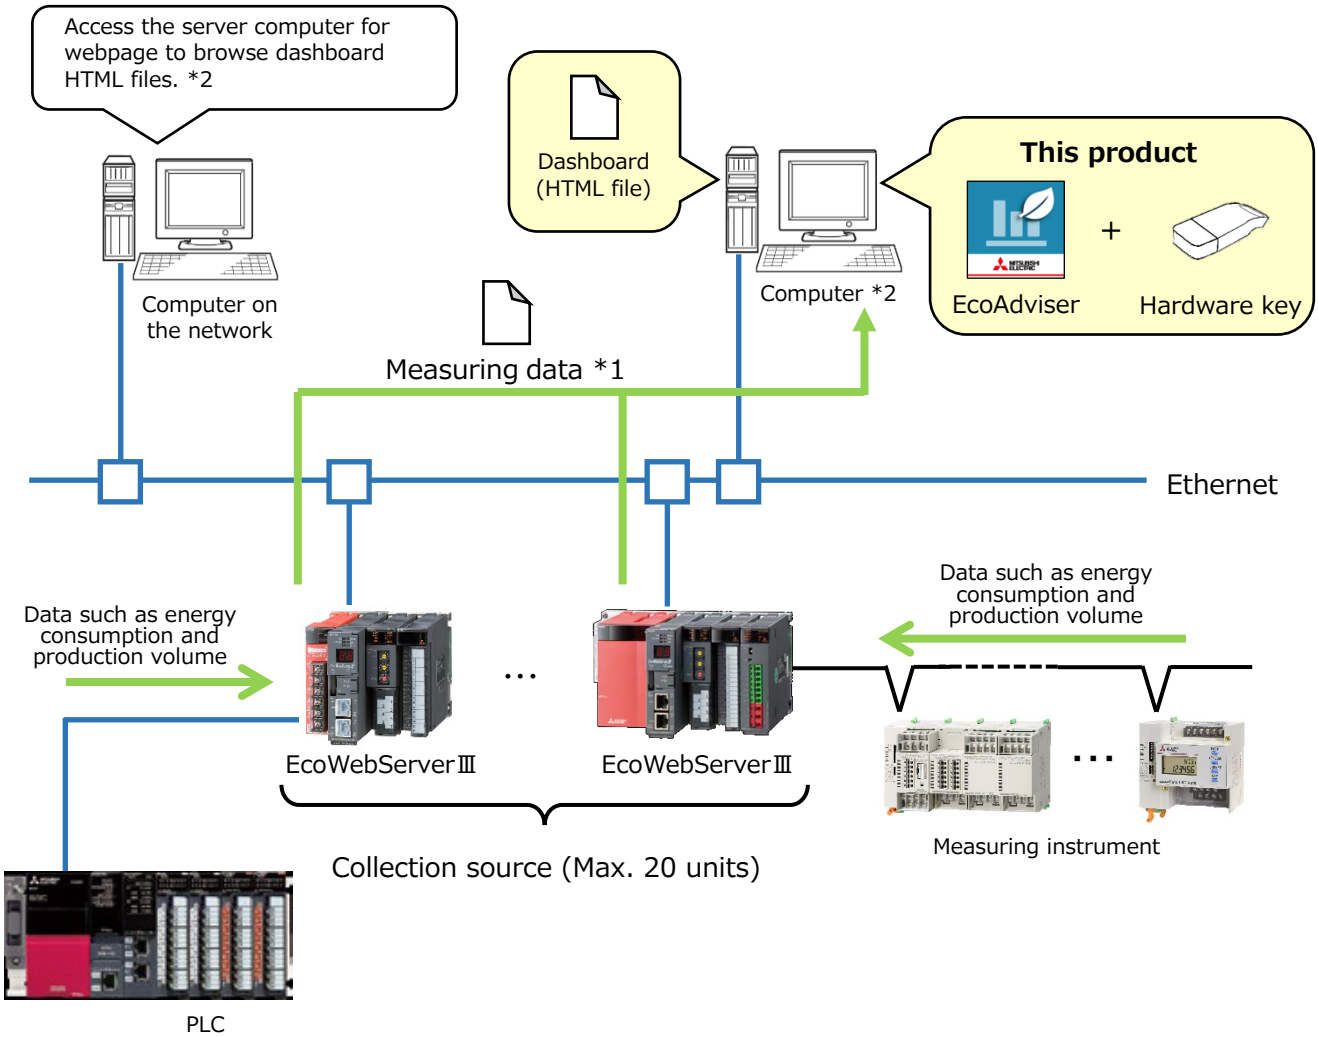 Access the server computer for
webpage to browse dashboard
HTML files. *2
Dashboard
(HTML file)
This product
MITSUBISHI
ELECTRIC
+
EcoAdviser
Hardware key
Computer *2
Computer on
the network
Measuring data *1
Ethernet
Data such as energy
consumption and
production volume
Data such as energy
consumption and
production volume
...
EcoWebServerⅢ
EcoWebServerⅢ
...
Measuring instrument
Collection source (Max. 20 units)
PLC